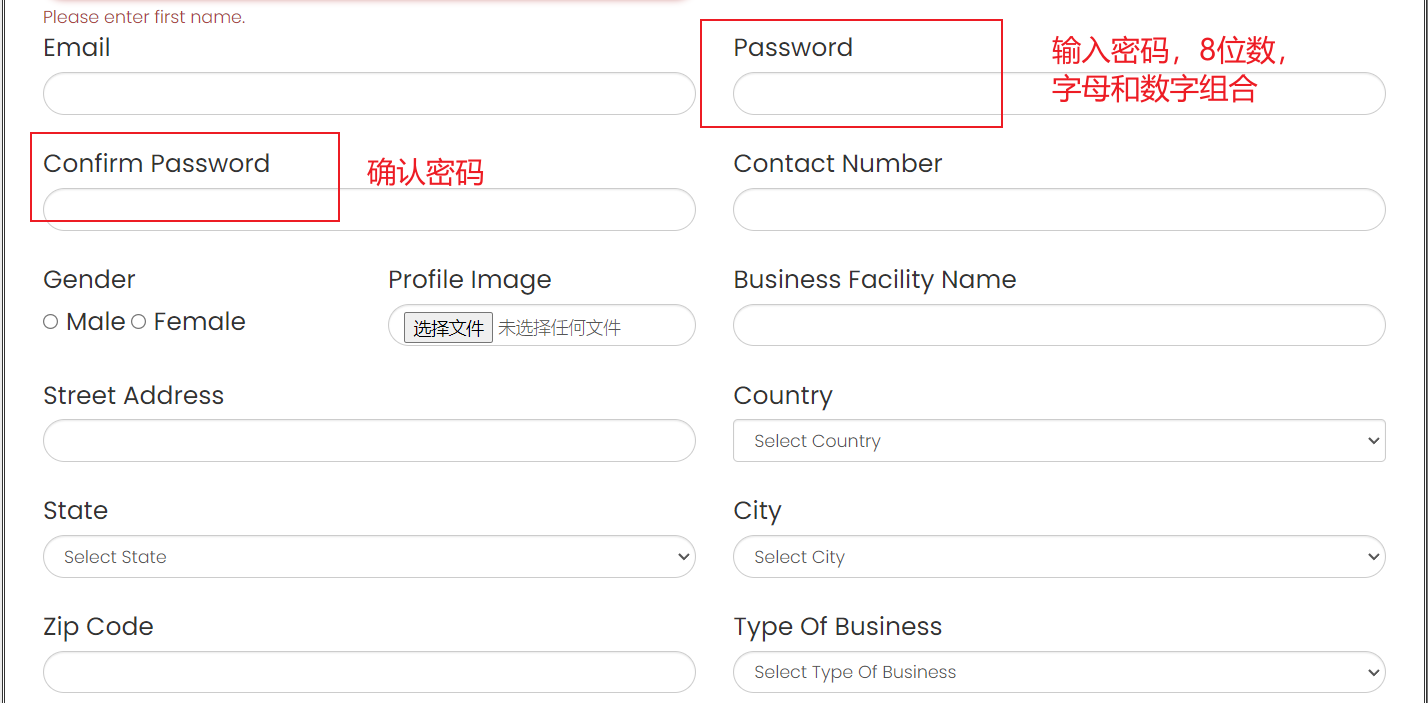 Please enter first name.
Email
Password
输入密码，8位数，
字母和数字组合
Confirm Password
确认密码
Contact Number
Gender
Profile Image
Business Facility Name
Male
Female
选择文件
未选择任何文件
Street Address
Country
Select Country
State
City
Select State
Select City
Zip Code
Type Of Business
Select Type Of Business